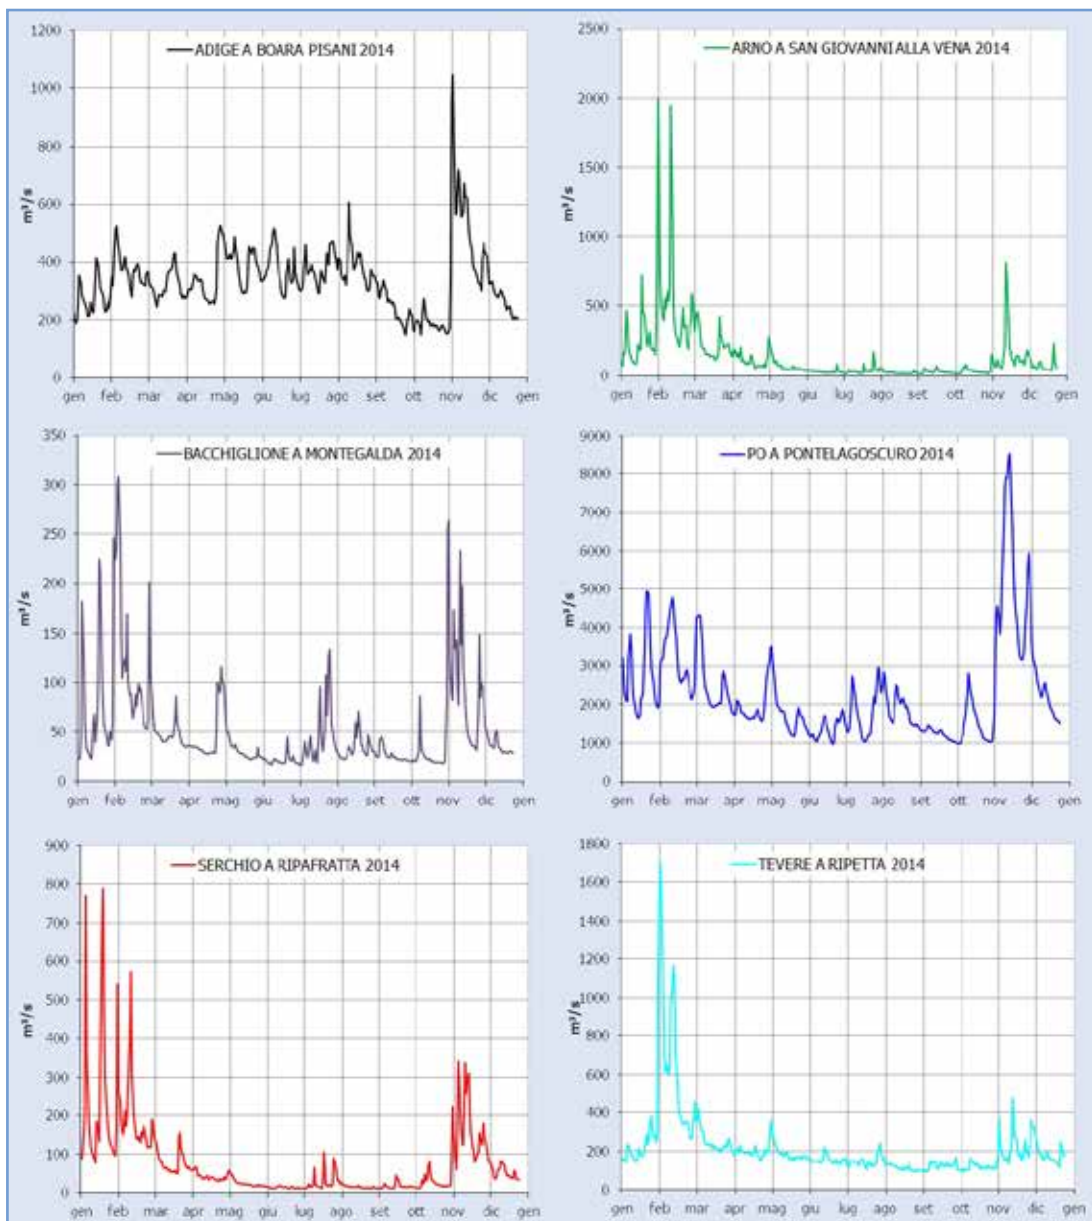 ADIGE A BOARA PISANI 2014
1200
1000
800
600
400
200
0
m³/s
gen feb mar apr mag giu lug ago set ott nov dic gen
ARNO A SAN GIOVANNI ALLA VENA 2014
2500
2000
1500
1000
500
0
m³/s
gen feb mar apr mag giu lug ago set ott nov dic gen
BACCHIGLIONE A MONTEGALDA 2014
350
300
250
200
150
100
50
0
m³/s
gen feb mar apr mag giu lug ago set ott nov dic gen
PO A PONTELAGOSCURO 2014
9000
8000
7000
6000
5000
4000
3000
2000
1000
0
m³/s
gen feb mar apr mag giu lug ago set ott nov dic gen
SERCHIO A RIPAFRATTA 2014
900
800
700
600
500
400
300
200
100
0
m³/s
gen feb mar apr mag giu lug ago set ott nov dic gen
TEVERE A RIPETTA 2014
1800
1600
1400
1200
1000
800
600
400
200
0
m³/s
gen feb mar apr mag giu lug ago set ott nov dic gen